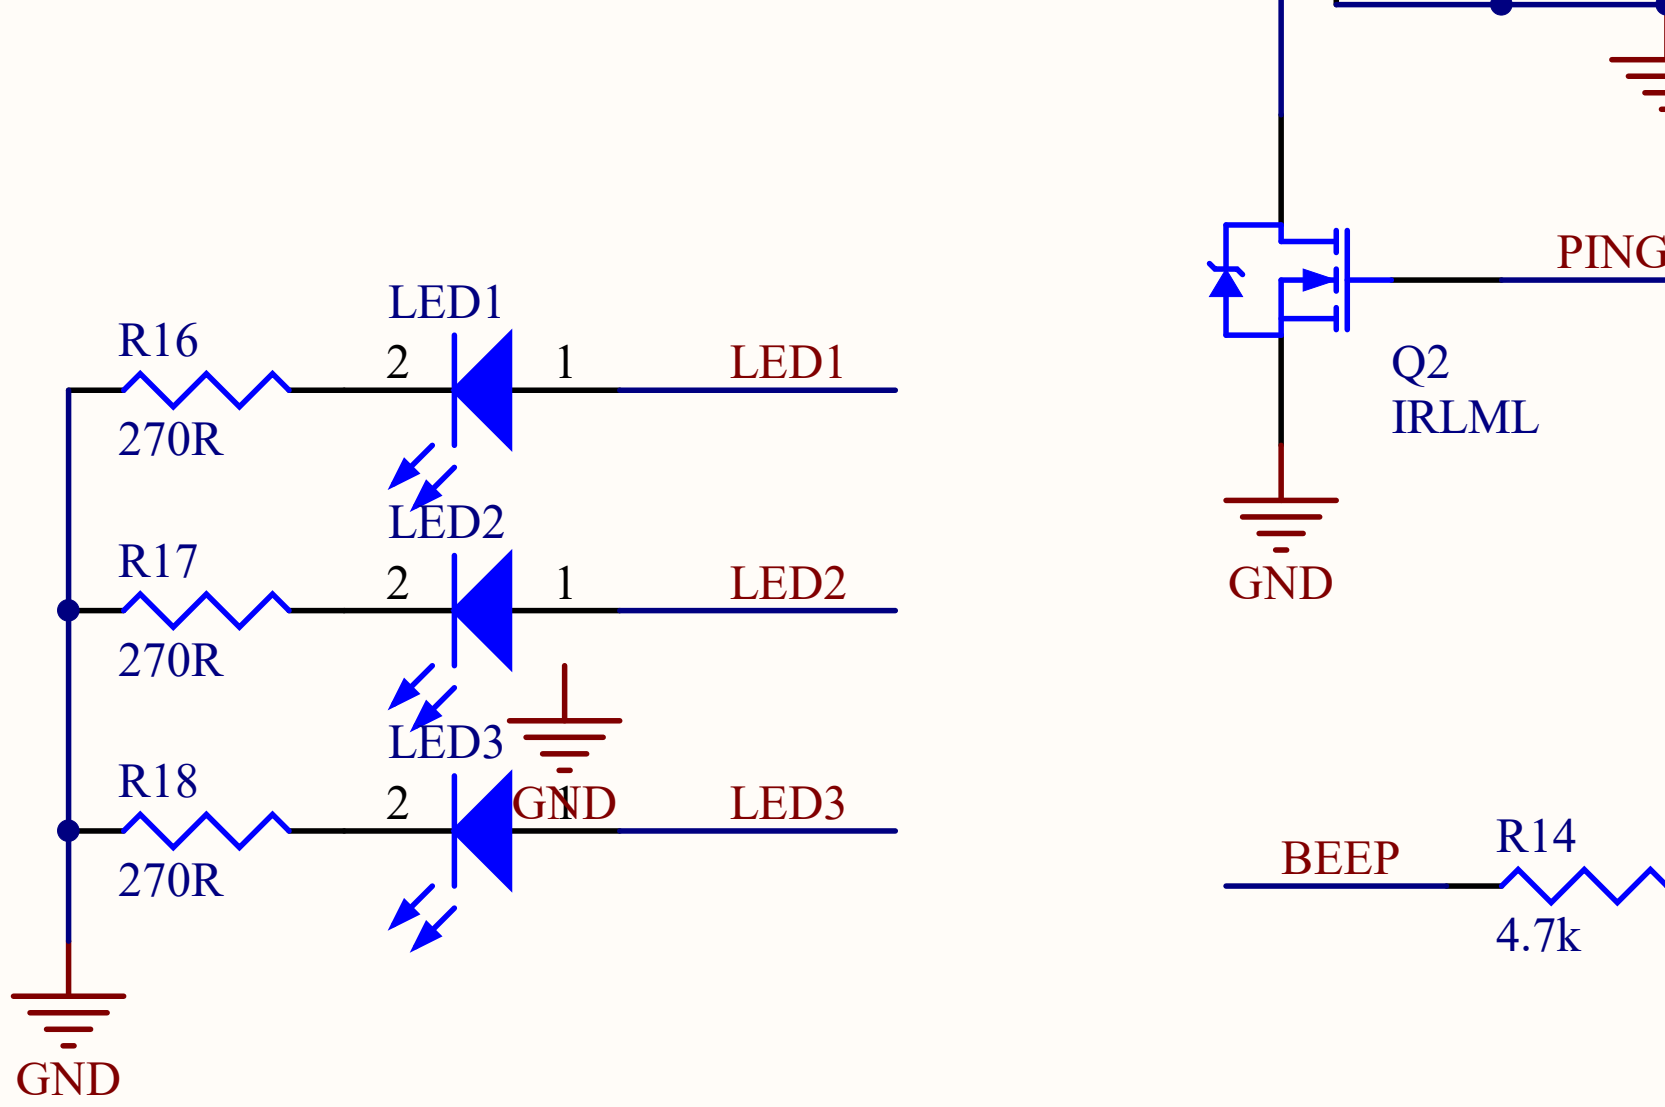 LED1
R16
2
1
LED1
270R
LED2
R17
2
1
LED2
270R
LED3
R18
2
GND
1
LED3
270R
GND
PING
Q2
IRLML
GND
BEEP
R14
4.7k